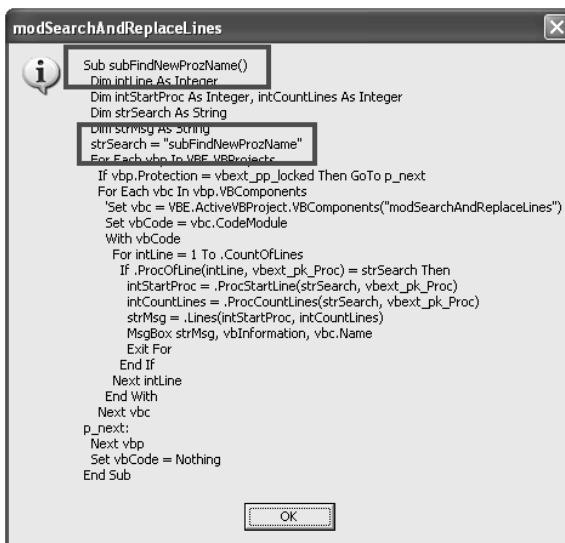 modSearchAndReplaceLines
Sub subFindNewProzName()
Dim intLine As Integer
Dim intStartProc As Integer, intCountLines As Integer
Dim strSearch As String
Dim strMsg As String
strSearch = "subFindNewProzName"
For Each vbp In VBE.VBProjects
If vbp.Protection = vbext_pp_locked Then GoTo p_next
For Each vbc In vbp.VBComponents
'Set vbc = VBE.ActiveVBProject.VBComponents("modSearchAndReplaceLines")
Set vbCode = vbc.CodeModule
With vbCode
For intLine = 1 To .CountOfLines
If .ProcOfLine(intLine, vbext_pk_Proc) = strSearch Then
intStartProc = .ProcStartLine(strSearch, vbext_pk_Proc)
intCountLines = .ProcCountLines(strSearch, vbext_pk_Proc)
strMsg = .Lines(intStartProc, intCountLines)
MsgBox strMsg, vbInformation, vbc.Name
Exit For
End If
Next intLine
End With
Next vbc
p_next:
Next vbp
Set vbCode = Nothing
End Sub
OK